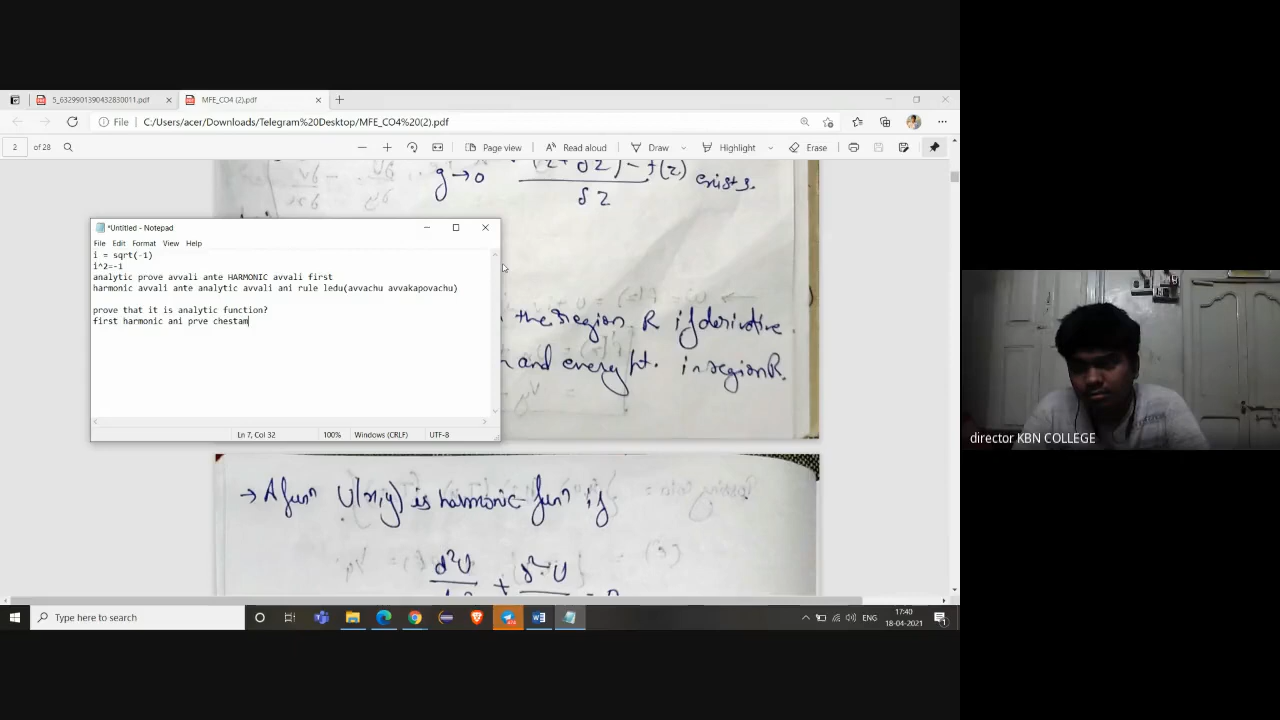 5_6329901390432830011.pdf
MFE_CO4 (2).pdf
File
C:/Users/acer/Downloads/Telegram%20Desktop/MFE_CO4%20(2).pdf
2 of 28
Page view
Read aloud
Draw
Highlight
Erase
(z+δz) - f(z) exists.
δz
*Untitled - Notepad
File Edit Format View Help
i = sqrt(-1)
i^2=-1
analytic prove avvali ante HARMONIC avvali first
harmonic avvali ante analytic avvali ani rule ledu(avvachu avvakapovachu)
prove that it is analytic function?
first harmonic ani prve chestam
Ln 7, Col 32 100% Windows (CRLF) UTF-8
the region R if derivative
and every pt. in region R.
→ A funⁿ U(x,y) is harmonic funⁿ if
director KBN COLLEGE
Type here to search
ENG
17:40
18-04-2021